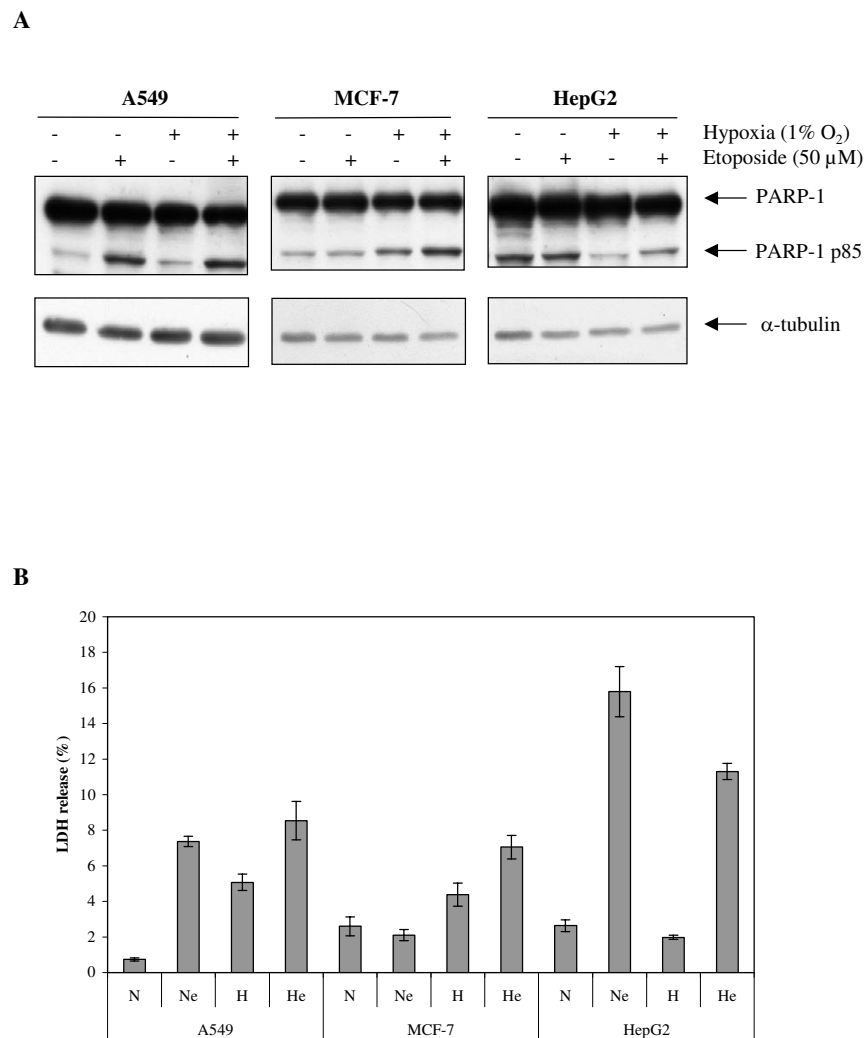 A
A549 MCF-7 HepG2
- - + + - - + + - - + + Hypoxia (1% O₂)
- + - + - + - + - + - + Etoposide (50 µM)
PARP-1
PARP-1 p85
α-tubulin
B
20
18
16
14
12
10
8
6
4
2
0
LDH release (%)
N Ne H He N Ne H He N Ne H He
A549 MCF-7 HepG2